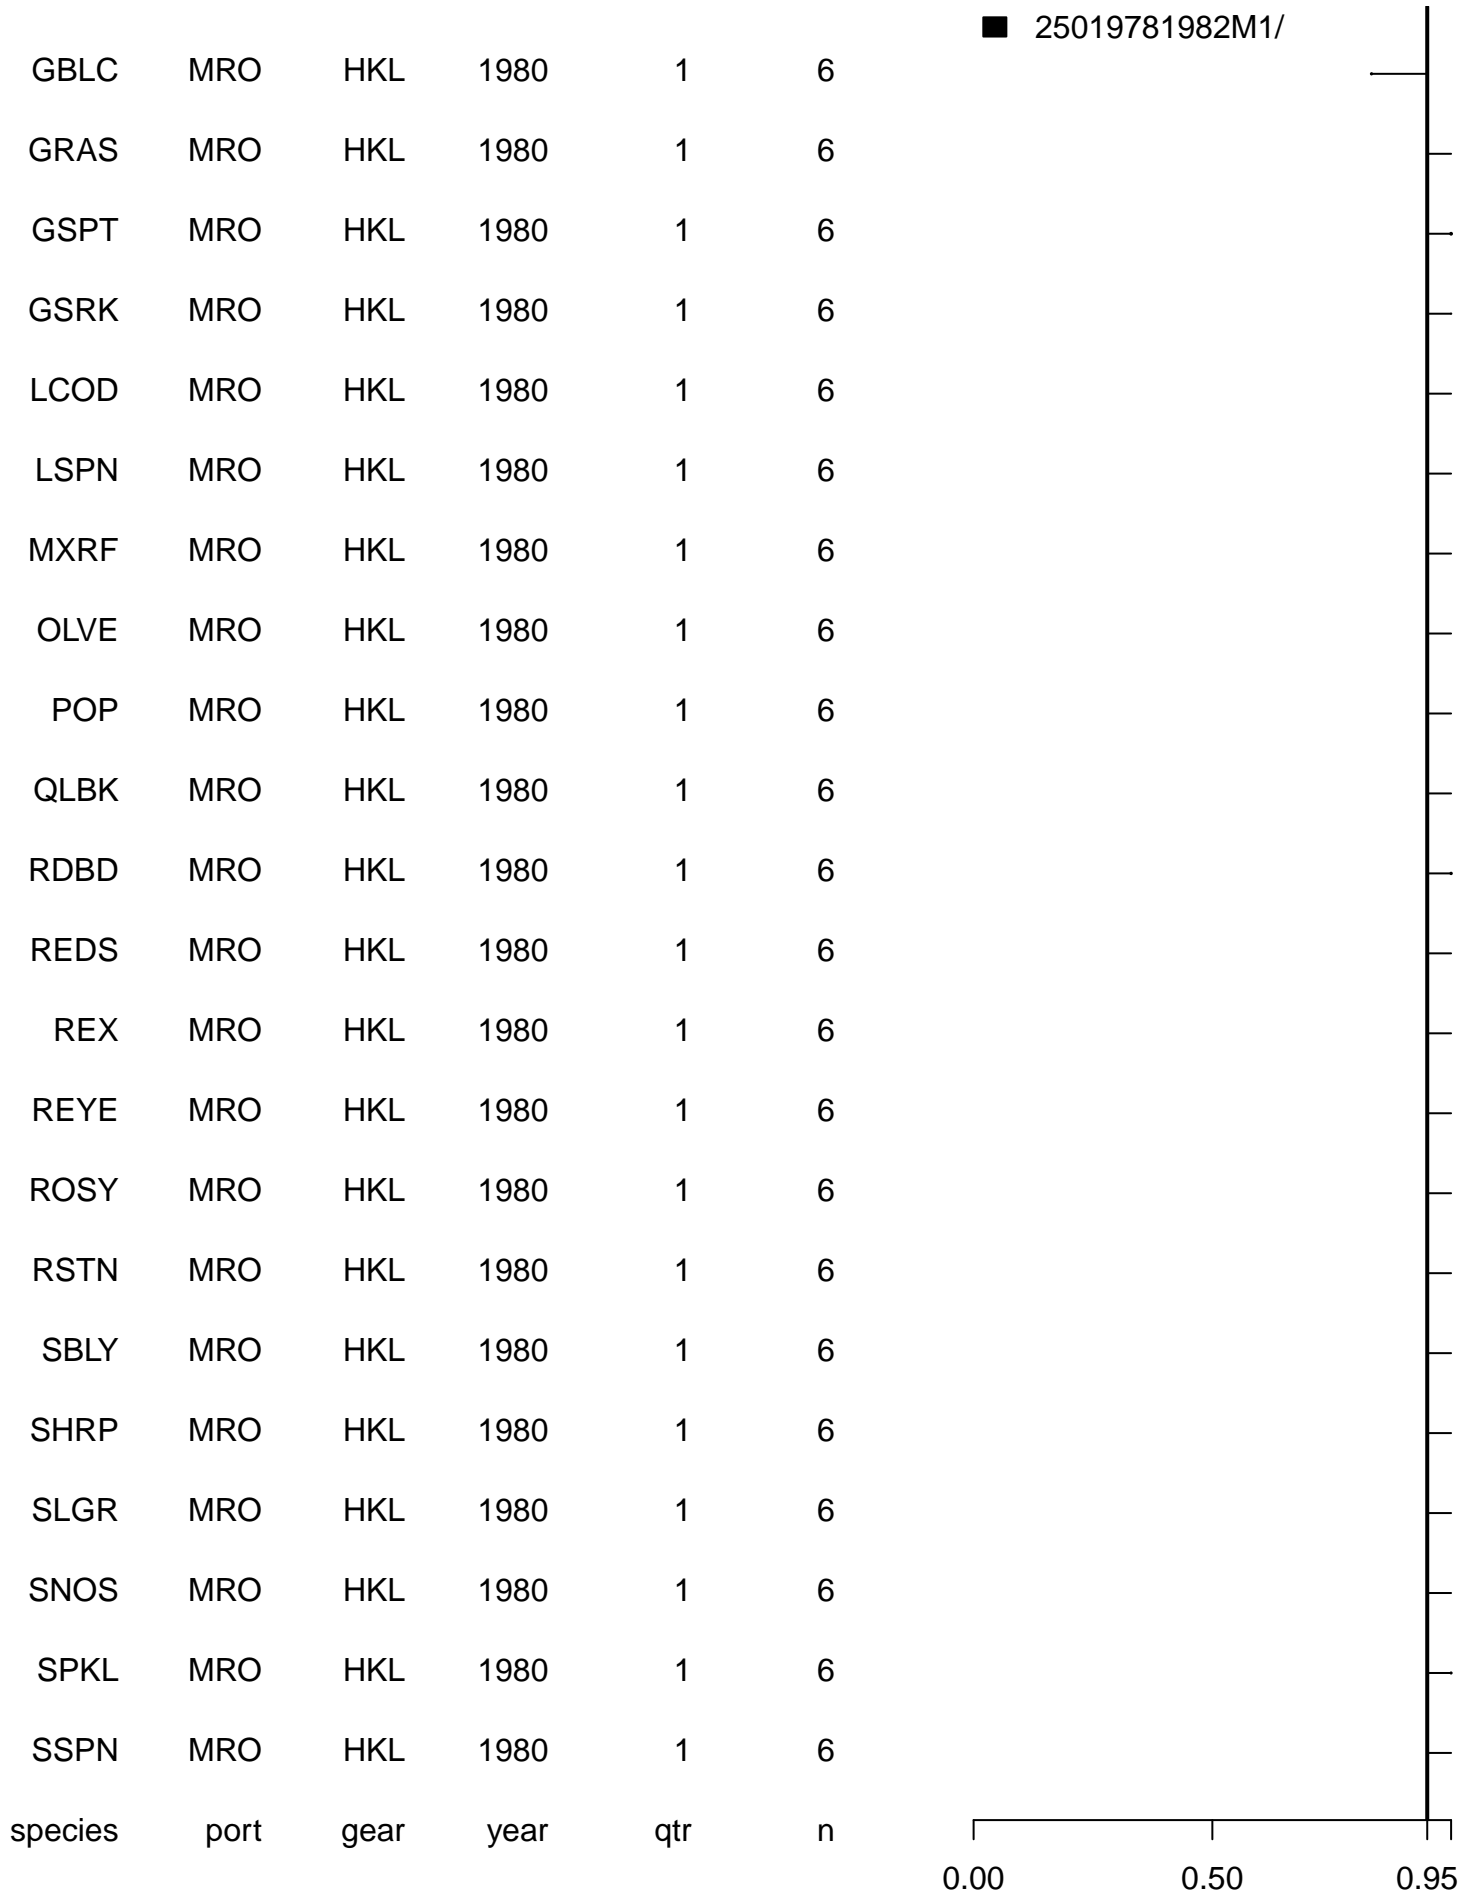 25019781982M1/
GBLC MRO HKL 1980 1 6
GRAS MRO HKL 1980 1 6
GSPT MRO HKL 1980 1 6
GSRK MRO HKL 1980 1 6
LCOD MRO HKL 1980 1 6
LSPN MRO HKL 1980 1 6
MXRF MRO HKL 1980 1 6
OLVE MRO HKL 1980 1 6
POP MRO HKL 1980 1 6
QLBK MRO HKL 1980 1 6
RDBD MRO HKL 1980 1 6
REDS MRO HKL 1980 1 6
REX MRO HKL 1980 1 6
REYE MRO HKL 1980 1 6
ROSY MRO HKL 1980 1 6
RSTN MRO HKL 1980 1 6
SBLY MRO HKL 1980 1 6
SHRP MRO HKL 1980 1 6
SLGR MRO HKL 1980 1 6
SNOS MRO HKL 1980 1 6
SPKL MRO HKL 1980 1 6
SSPN MRO HKL 1980 1 6
species port gear year qtr n
0.00 0.50 0.95